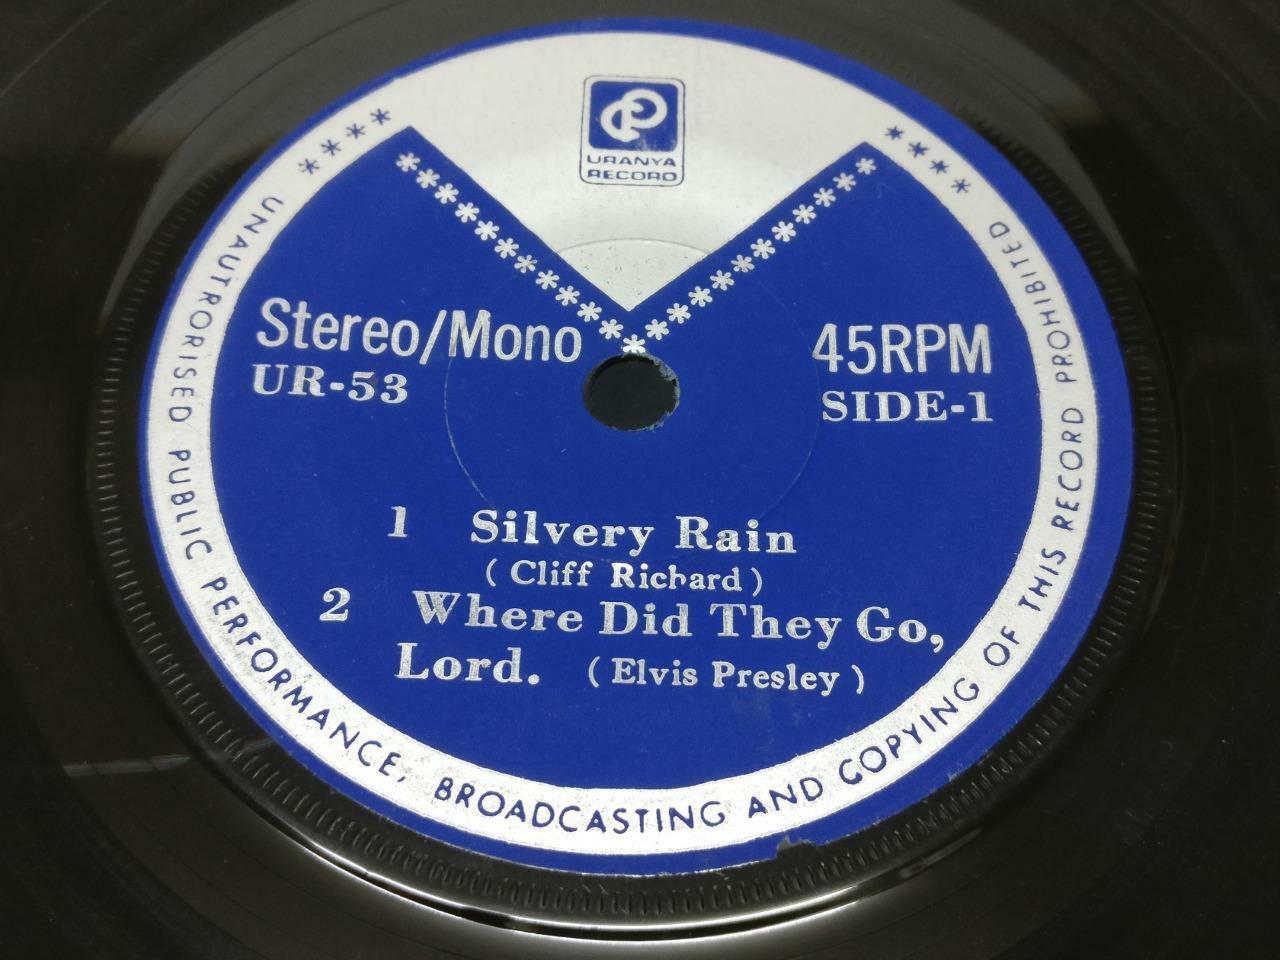 URANYA
RECORD
Stereo/Mono
UR-53
45RPM
SIDE-1
1 Silvery Rain
( Cliff Richard )
2 Where Did They Go,
Lord. ( Elvis Presley )
**** UNAUTRORISED PUBLIC PERFORMANCE, BROADCASTING AND COPYING OF THIS RECORD PROHIBITED ****